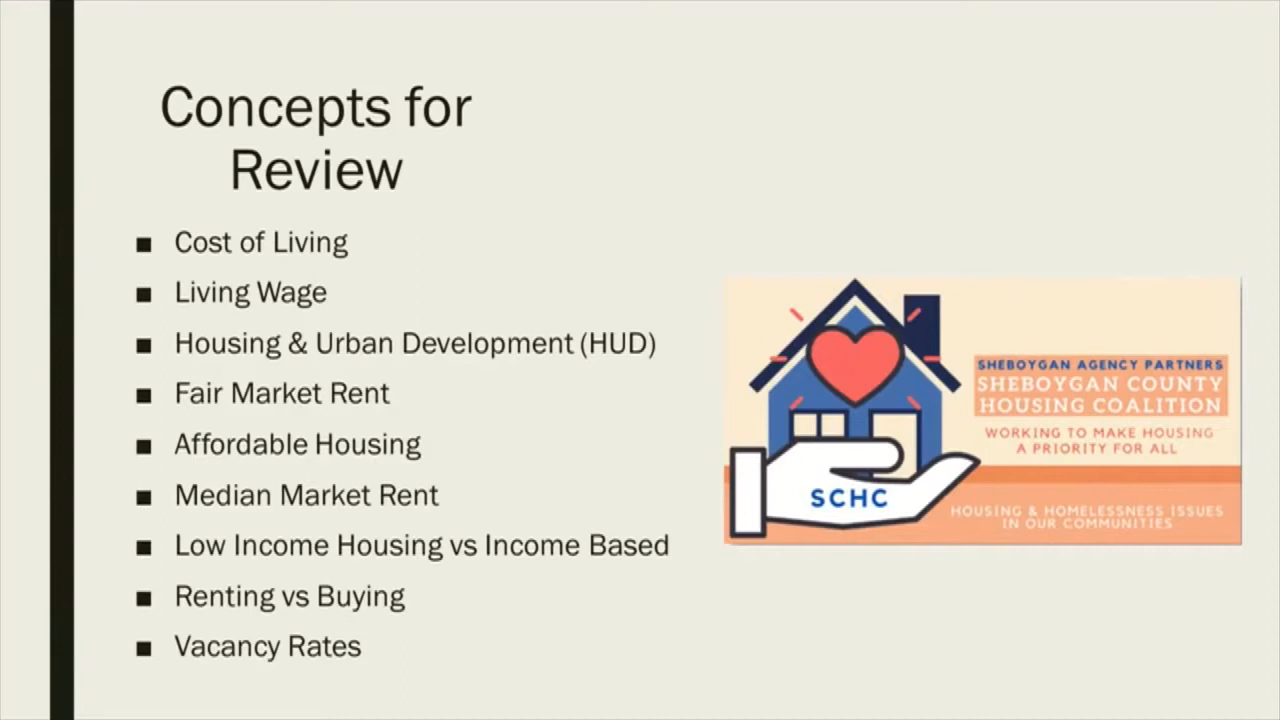 Concepts for
Review
Cost of Living
Living Wage
Housing & Urban Development (HUD)
Fair Market Rent
Affordable Housing
Median Market Rent
Low Income Housing vs Income Based
Renting vs Buying
Vacancy Rates
SHEBOYGAN AGENCY PARTNERS
SHEBOYGAN COUNTY
HOUSING COALITION
WORKING TO MAKE HOUSING
A PRIORITY FOR ALL
SCHC
HOUSING & HOMELESSNESS ISSUES
IN OUR COMMUNITIES